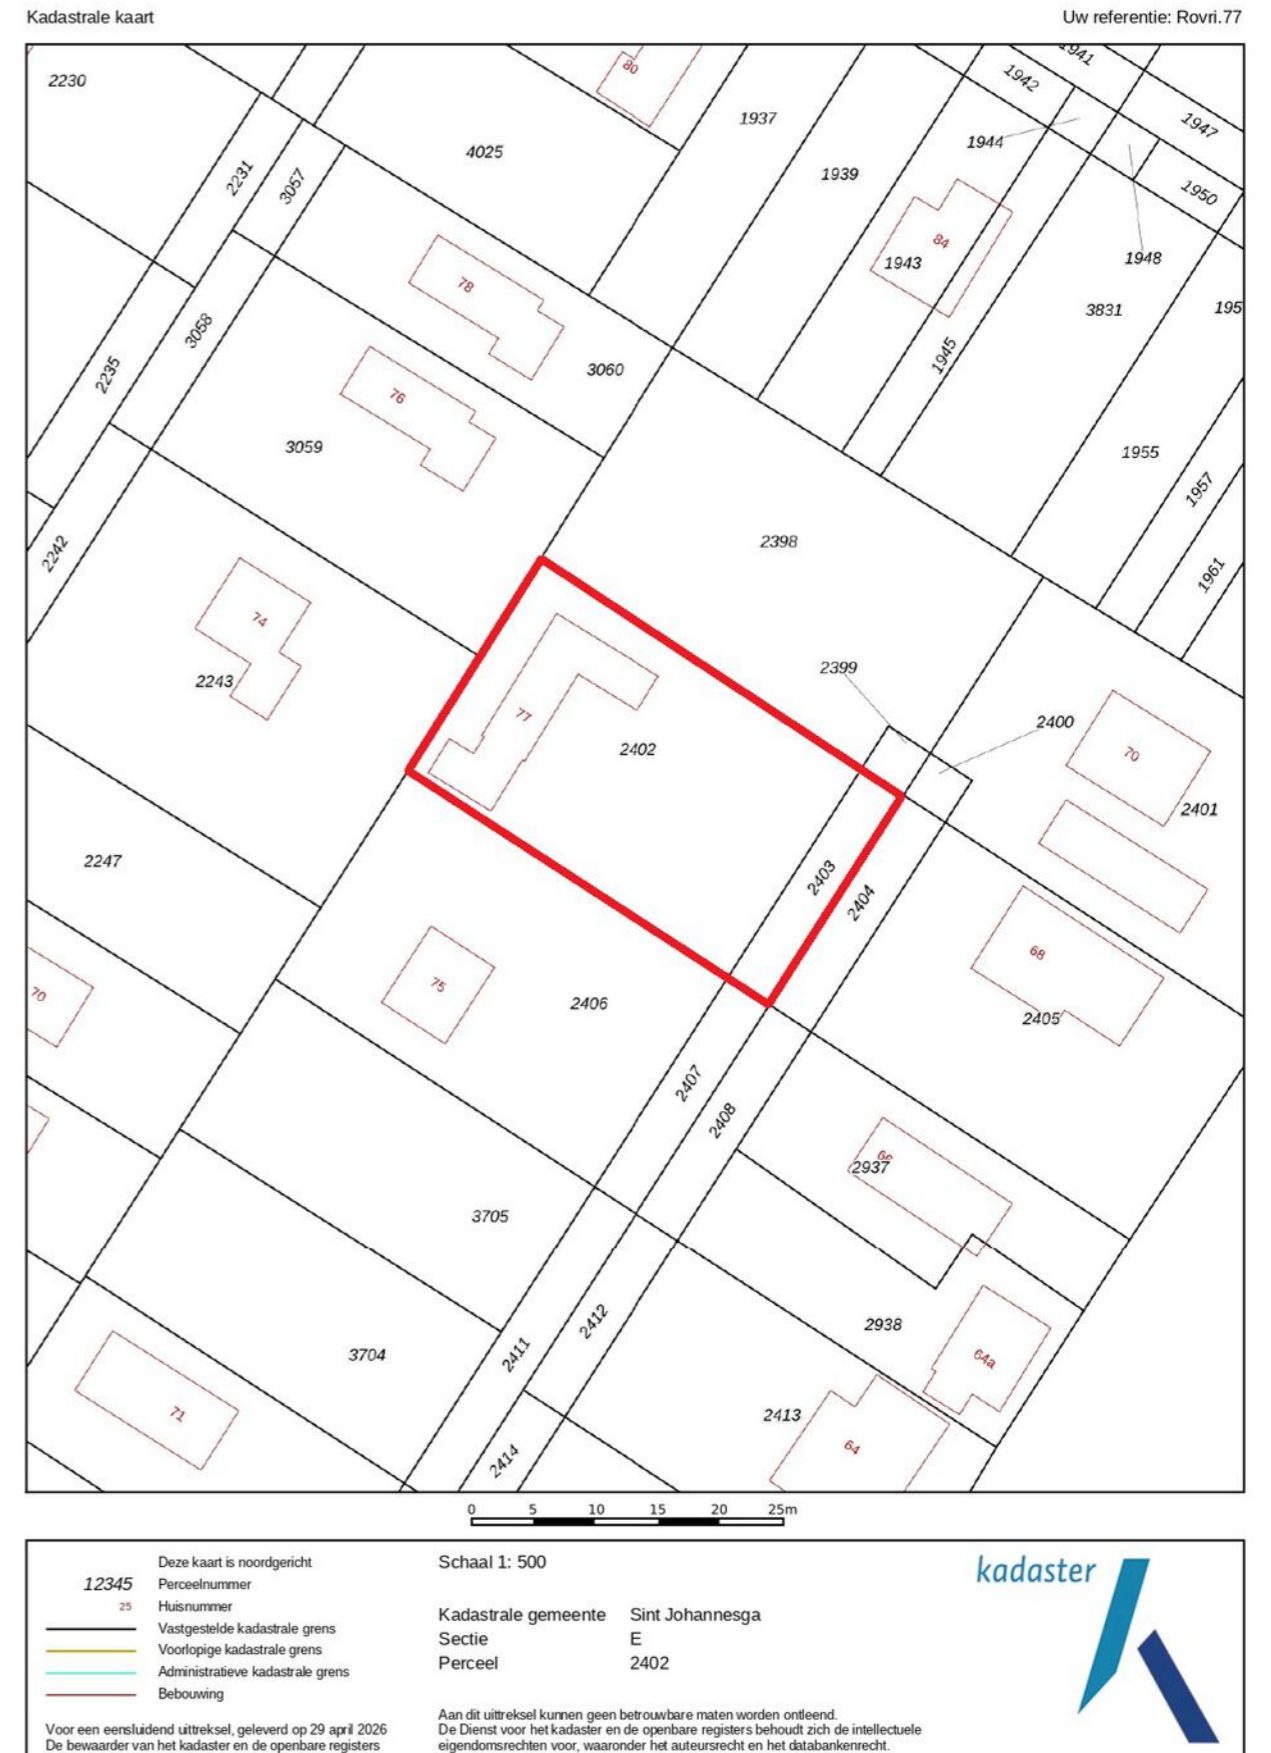 Kadastrale kaart
Uw referentie: Rovri.77
2230
80
1941
1942
1937
1947
4025
1944
1939
2231
3057
1950
84
1943
1948
78
3831
195
3058
1945
2235
3060
76
3059
1955
1957
2398
2242
1961
74
2399
2243
77
2400
2402
70
2401
2247
2403
2404
68
75
70
2406
2405
2407
2408
2937
3705
2412
2938
2411
3704
64a
71
2413
64
2414
0 5 10 15 20 25m
Deze kaart is noordgericht
12345 Perceelnummer
25 Huisnummer
Vastgestelde kadastrale grens
Voorlopige kadastrale grens
Administratieve kadastrale grens
Bebouwing
Voor een eensluidend uittreksel, geleverd op 29 april 2026
De bewaarder van het kadaster en de openbare registers
Schaal 1: 500
Kadastrale gemeente Sint Johannesga
Sectie E
Perceel 2402
Aan dit uittreksel kunnen geen betrouwbare maten worden ontleend.
De Dienst voor het kadaster en de openbare registers behoudt zich de intellectuele
eigendomsrechten voor, waaronder het auteursrecht en het databankenrecht.
kadaster